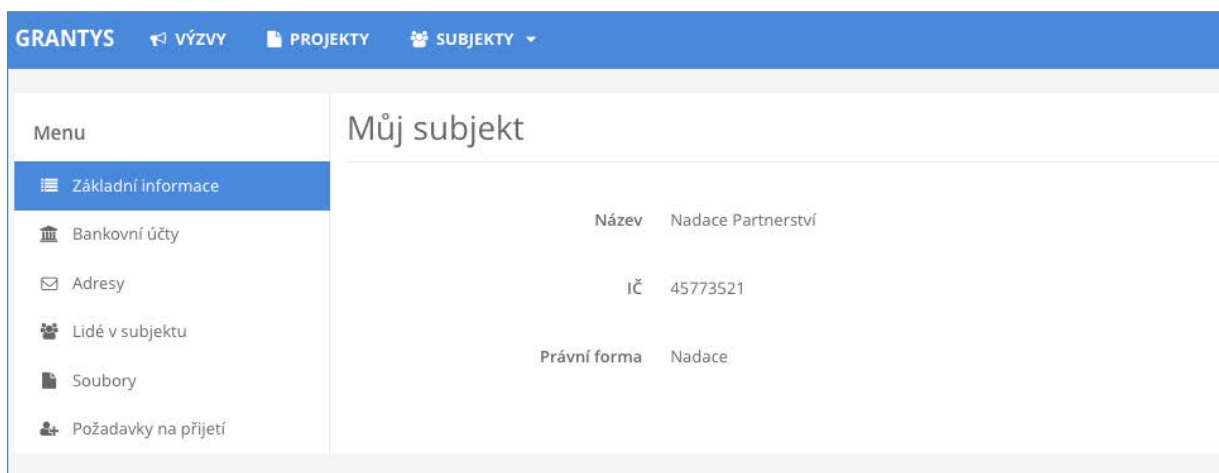 GRANTYS VÝZVY PROJEKTY SUBJEKTY
Menu
Základní informace
Bankovní účty
Adresy
Lidé v subjektu
Soubory
Požadavky na přijetí
Můj subjekt
Název Nadace Partnerství
IČ 45773521
Právní forma Nadace